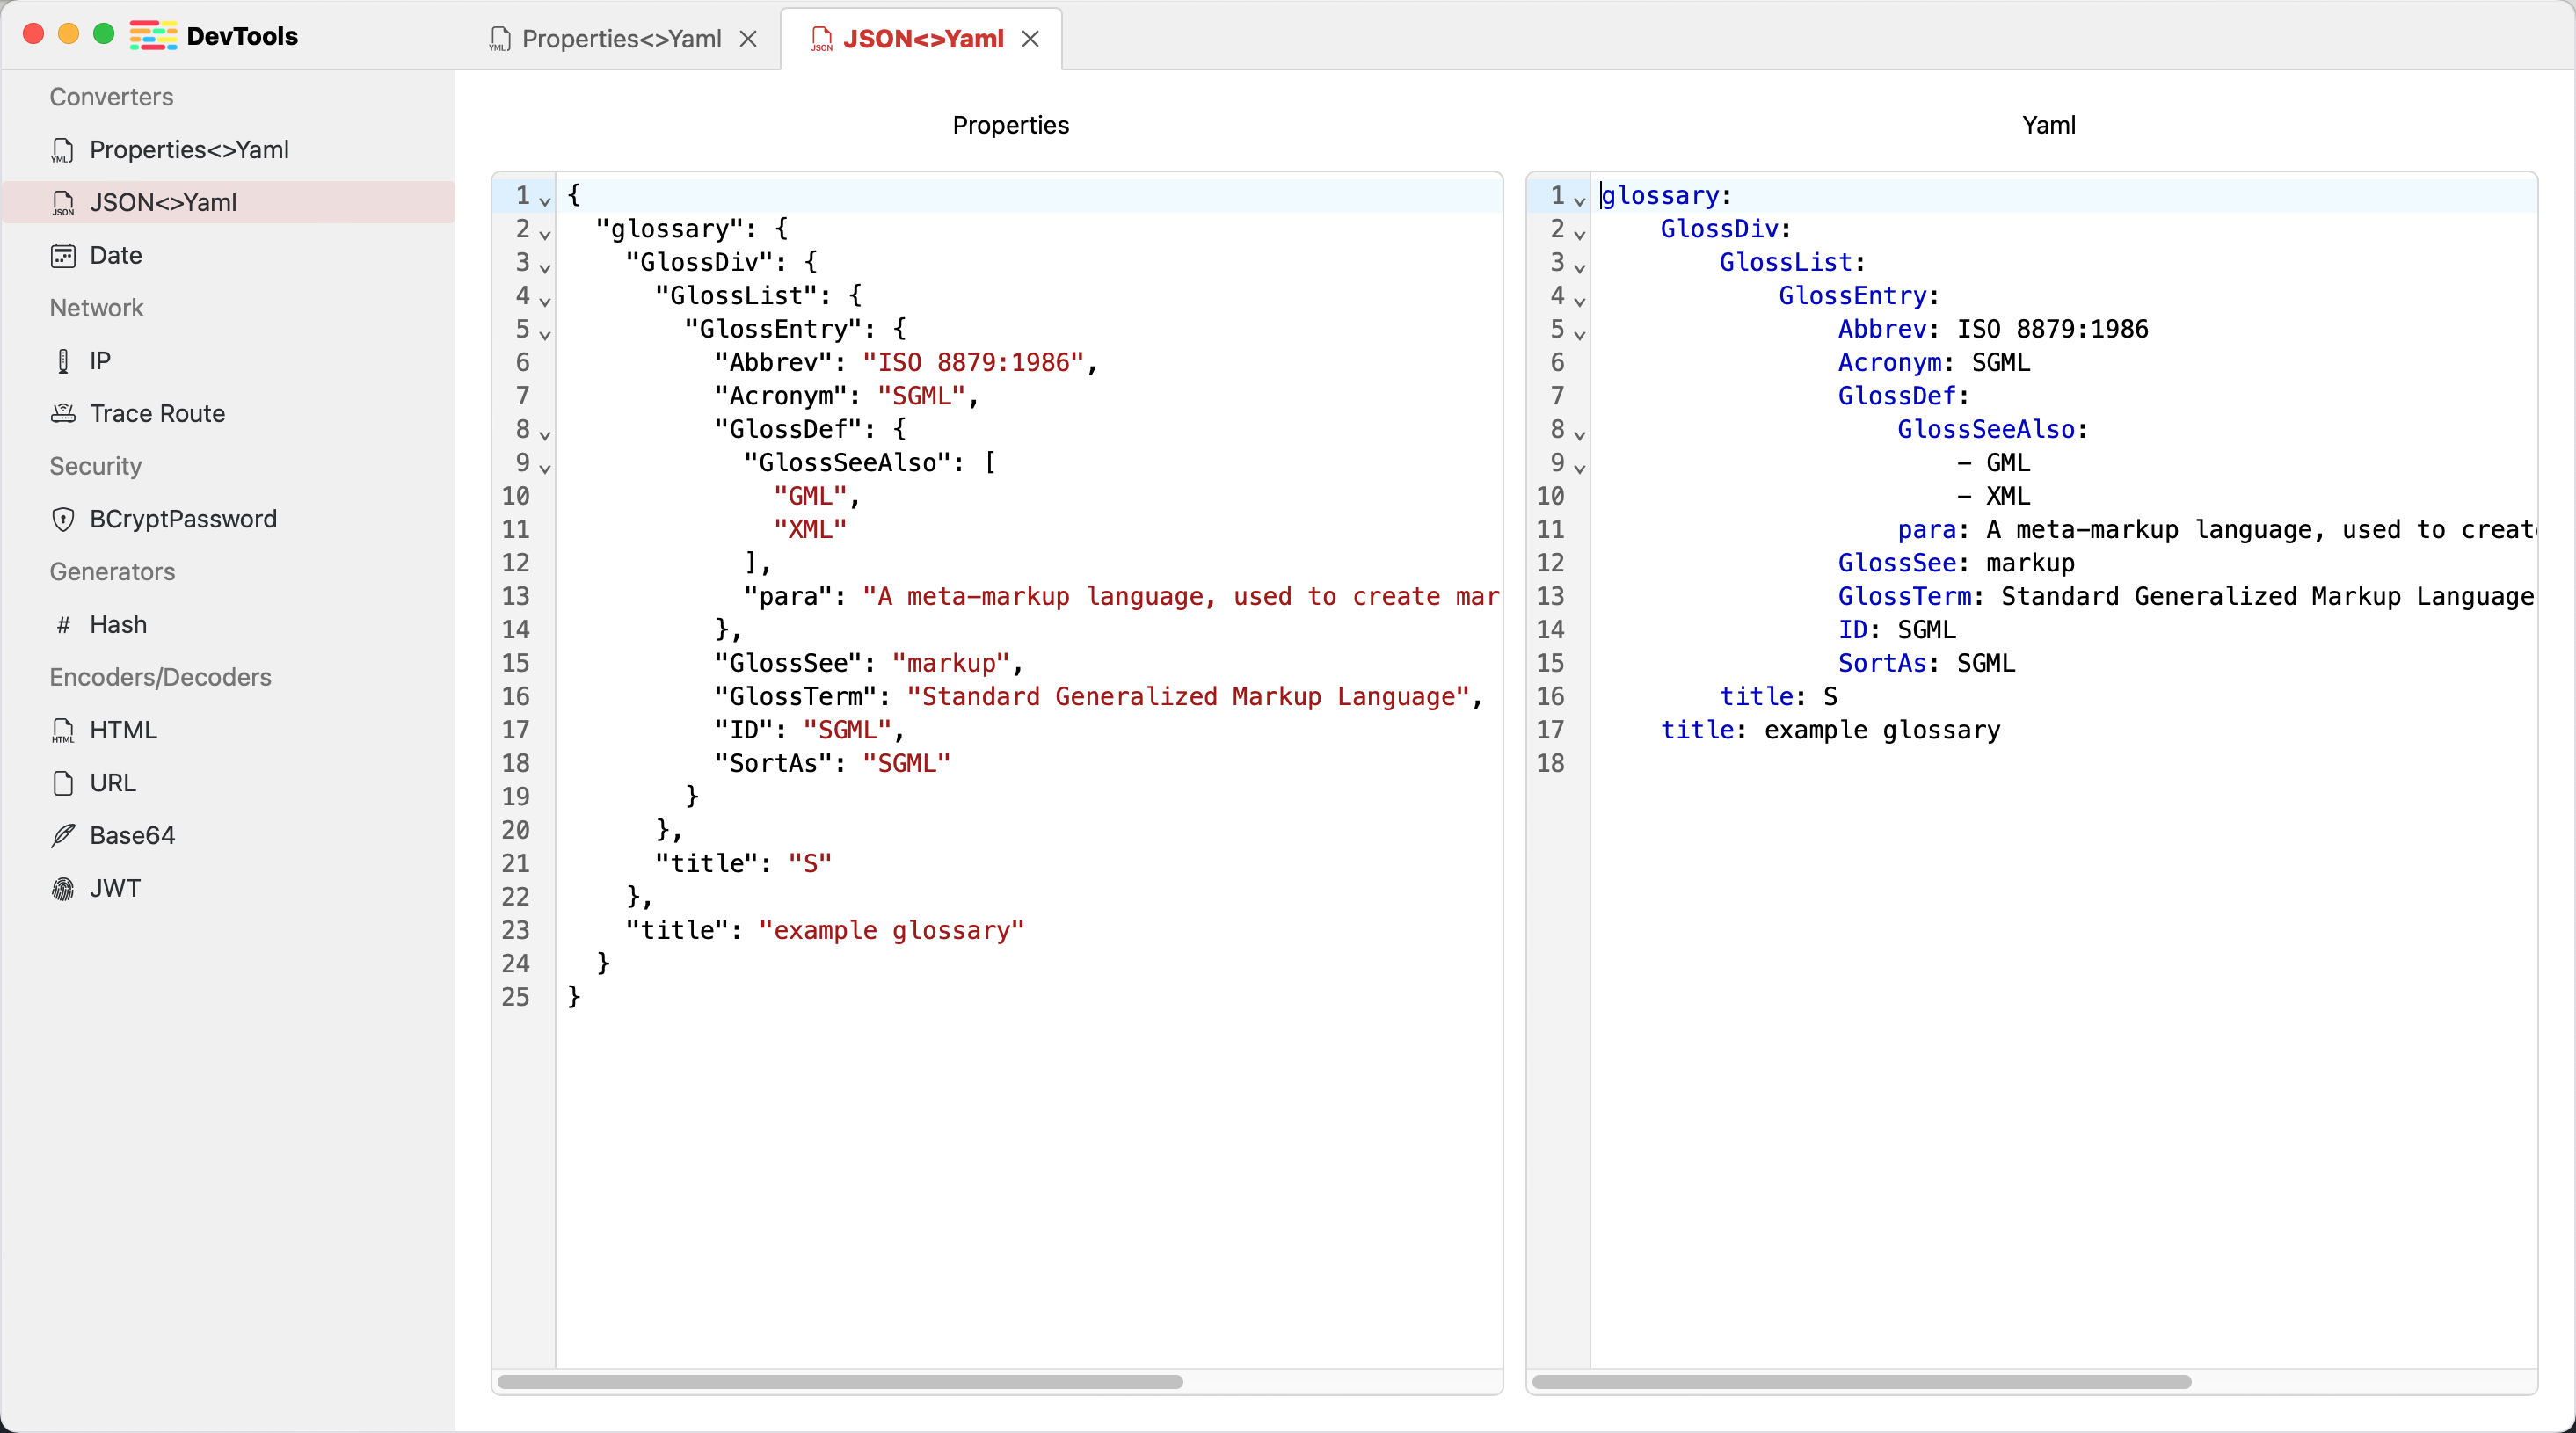 DevTools
Properties<>Yaml
JSON<>Yaml
Converters
Properties<>Yaml
JSON<>Yaml
Date
Network
IP
Trace Route
Security
BCryptPassword
Generators
# Hash
Encoders/Decoders
HTML
URL
Base64
JWT
Properties
1 {
2 "glossary": {
3 "GlossDiv": {
4 "GlossList": {
5 "GlossEntry": {
6 "Abbrev": "ISO 8879:1986",
7 "Acronym": "SGML",
8 "GlossDef": {
9 "GlossSeeAlso": [
10 "GML",
11 "XML"
12 ],
13 "para": "A meta-markup language, used to create mar
14 },
15 "GlossSee": "markup",
16 "GlossTerm": "Standard Generalized Markup Language",
17 "ID": "SGML",
18 "SortAs": "SGML"
19 }
20 },
21 "title": "S"
22 },
23 "title": "example glossary"
24 }
25 }
Yaml
1 glossary:
2 GlossDiv:
3 GlossList:
4 GlossEntry:
5 Abbrev: ISO 8879:1986
6 Acronym: SGML
7 GlossDef:
8 GlossSeeAlso:
9 - GML
10 - XML
11 para: A meta-markup language, used to creat
12 GlossSee: markup
13 GlossTerm: Standard Generalized Markup Language
14 ID: SGML
15 SortAs: SGML
16 title: S
17 title: example glossary
18